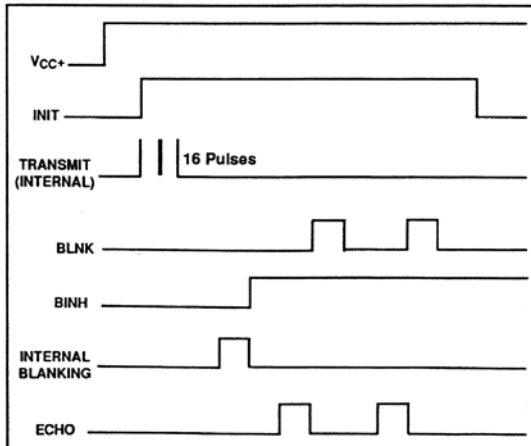 VCC+
INIT
TRANSMIT
(INTERNAL)
16 Pulses
BLNK
BINH
INTERNAL
BLANKING
ECHO